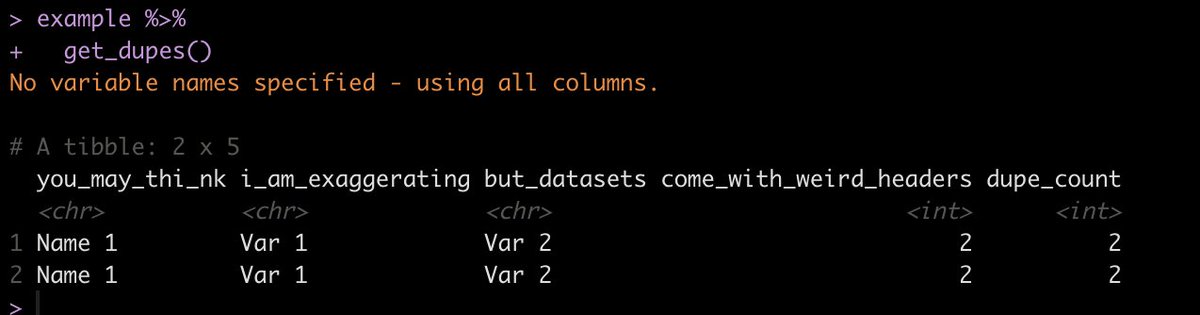 > example %>%
+   get_dupes()
No variable names specified - using all columns.
# A tibble: 2 x 5
you_may_thi_nk i_am_exaggerating but_datasets come_with_weird_headers dupe_count
<chr> <chr> <chr> <int> <int>
1 Name 1 Var 1 Var 2 2 2
2 Name 1 Var 1 Var 2 2 2
>